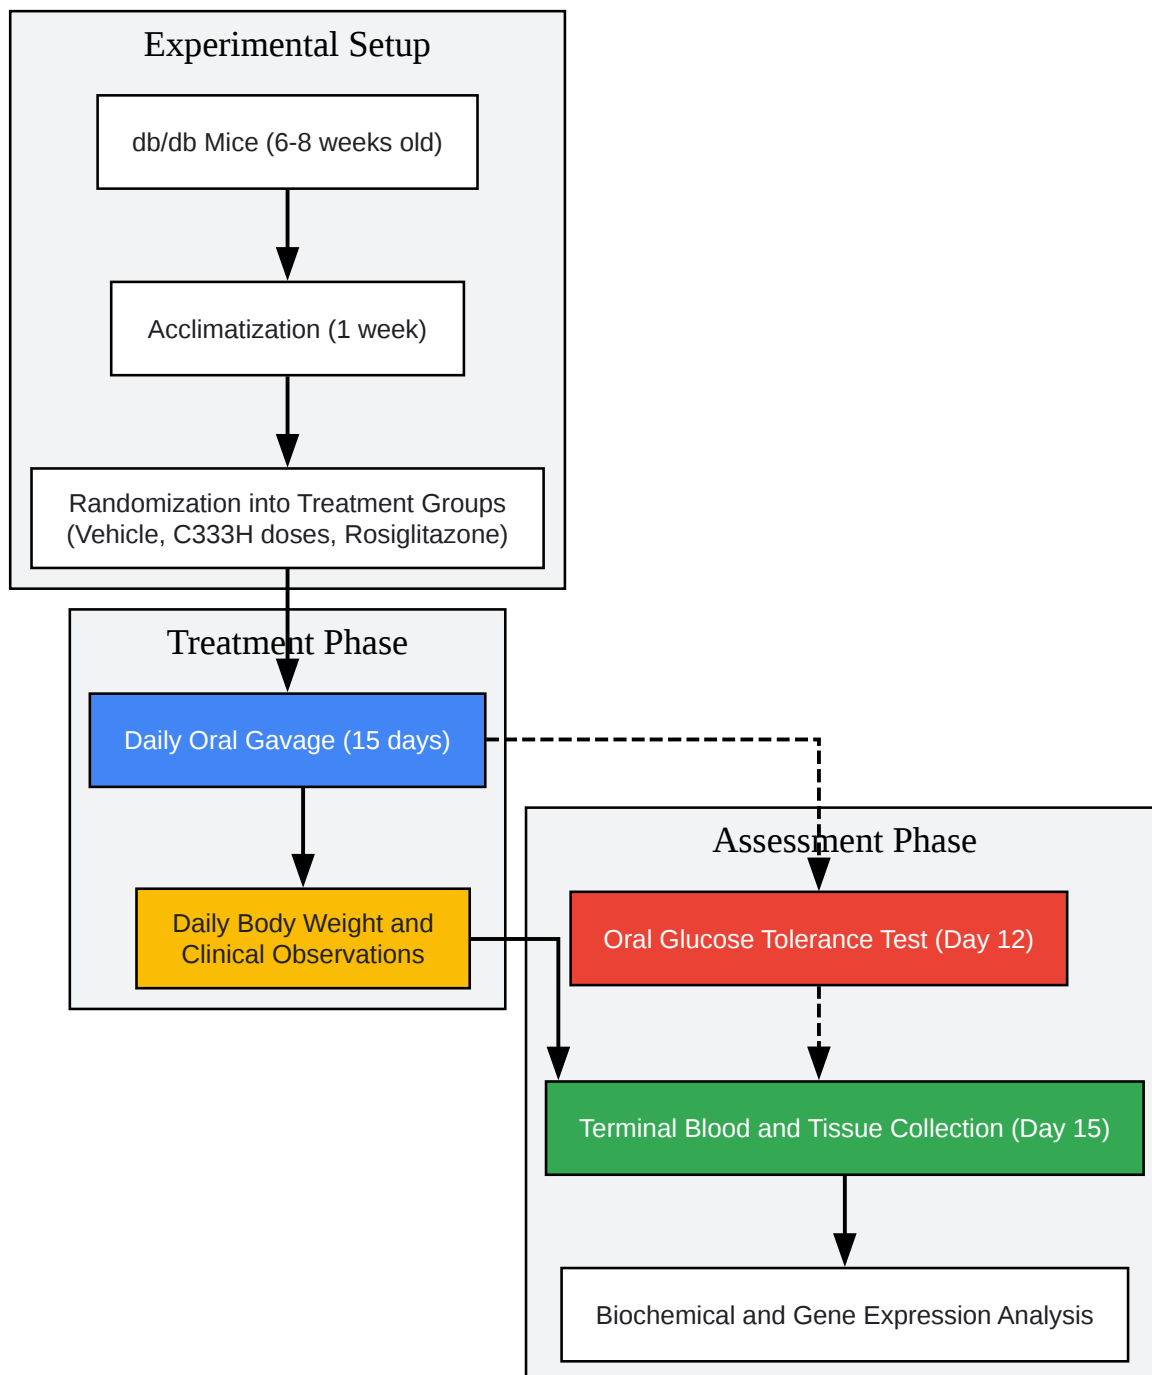 Experimental Setup
db/db Mice (6-8 weeks old)
Acclimatization (1 week)
Randomization into Treatment Groups
(Vehicle, C333H doses, Rosiglitazone)
Treatment Phase
Daily Oral Gavage (15 days)
Daily Body Weight and
Clinical Observations
Assessment Phase
Oral Glucose Tolerance Test (Day 12)
Terminal Blood and Tissue Collection (Day 15)
Biochemical and Gene Expression Analysis